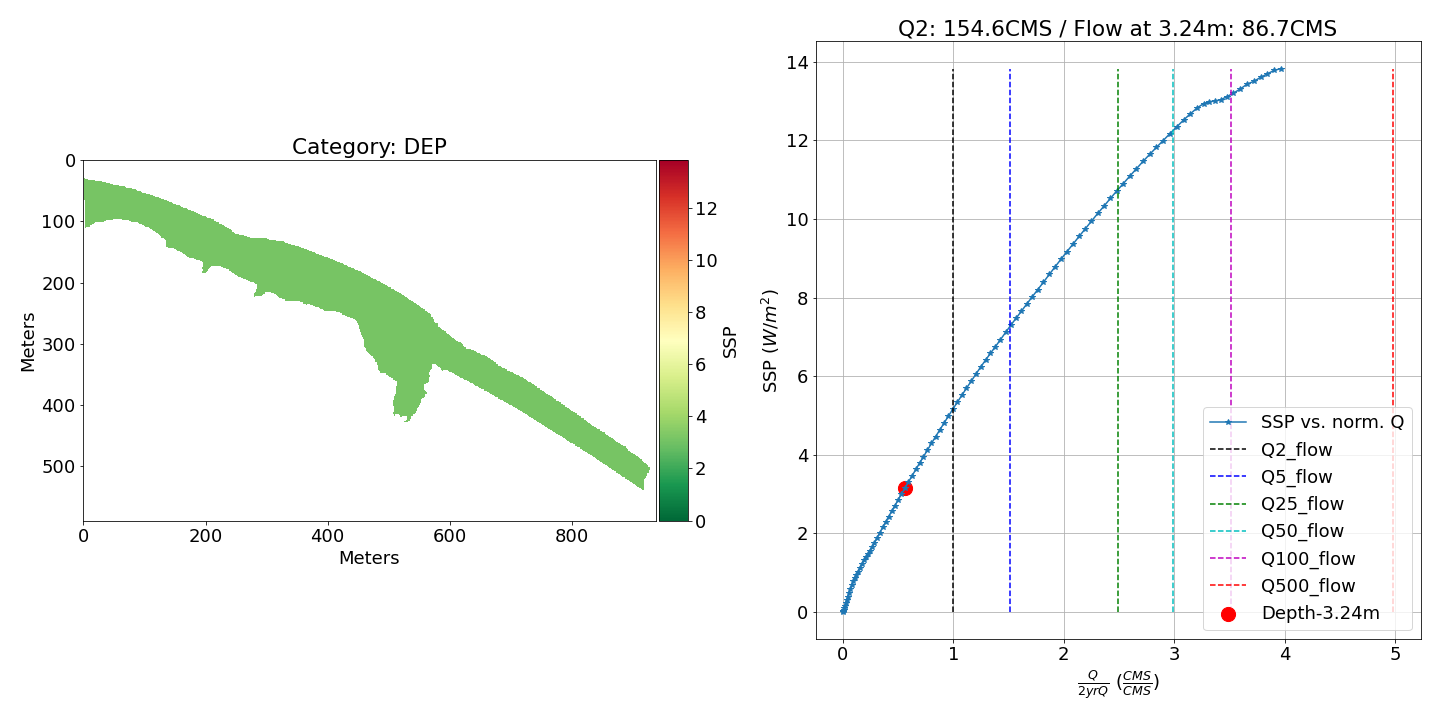 Category: DEP
0
100
200
300
400
500
Meters
0 200 400 600 800
Meters
12
10
8
6
4
2
0
SSP
Q2: 154.6CMS / Flow at 3.24m: 86.7CMS
14
12
10
8
6
4
2
0
SSP (W/m²)
0 1 2 3 4 5
Q/2yrQ (CMS/CMS)
SSP vs. norm. Q
Q2_flow
Q5_flow
Q25_flow
Q50_flow
Q100_flow
Q500_flow
Depth-3.24m